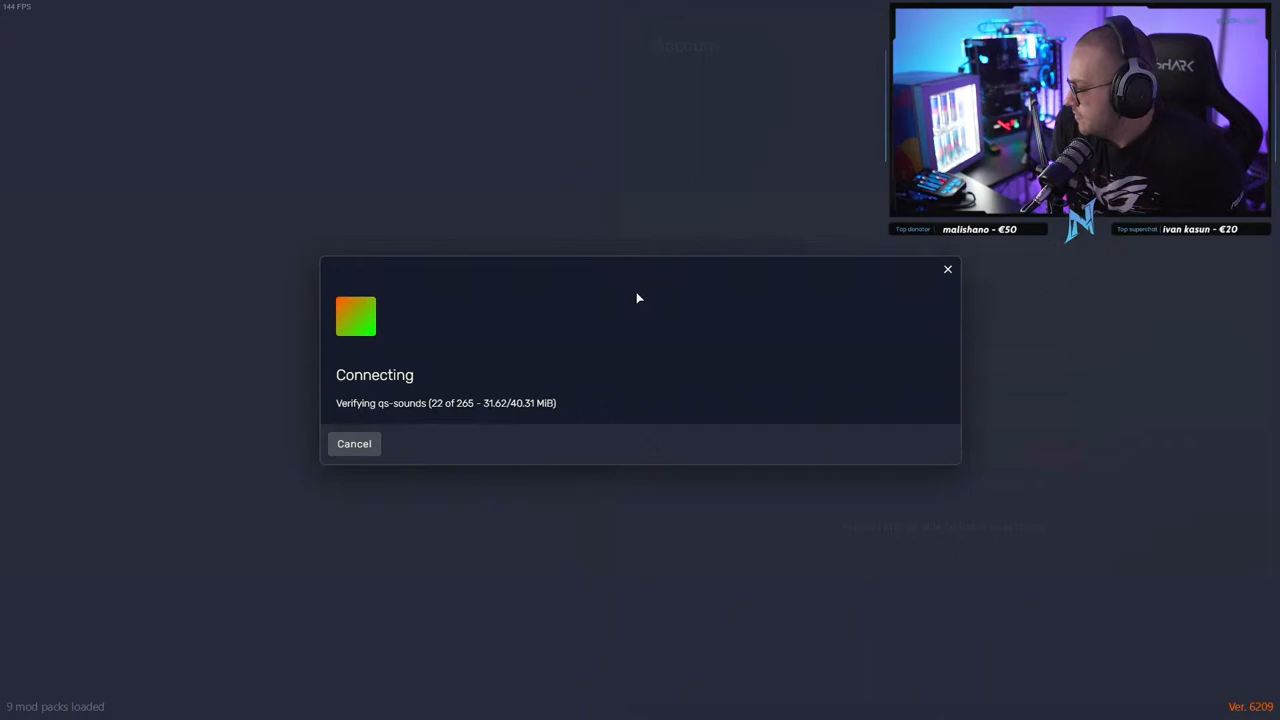 144 FPS
Top donator
malishano - €50
Top superchat
ivan kasun - €20
Connecting
Verifying qs-sounds (22 of 265 - 31.62/40.31 MiB)
Cancel
9 mod packs loaded
Ver. 6209